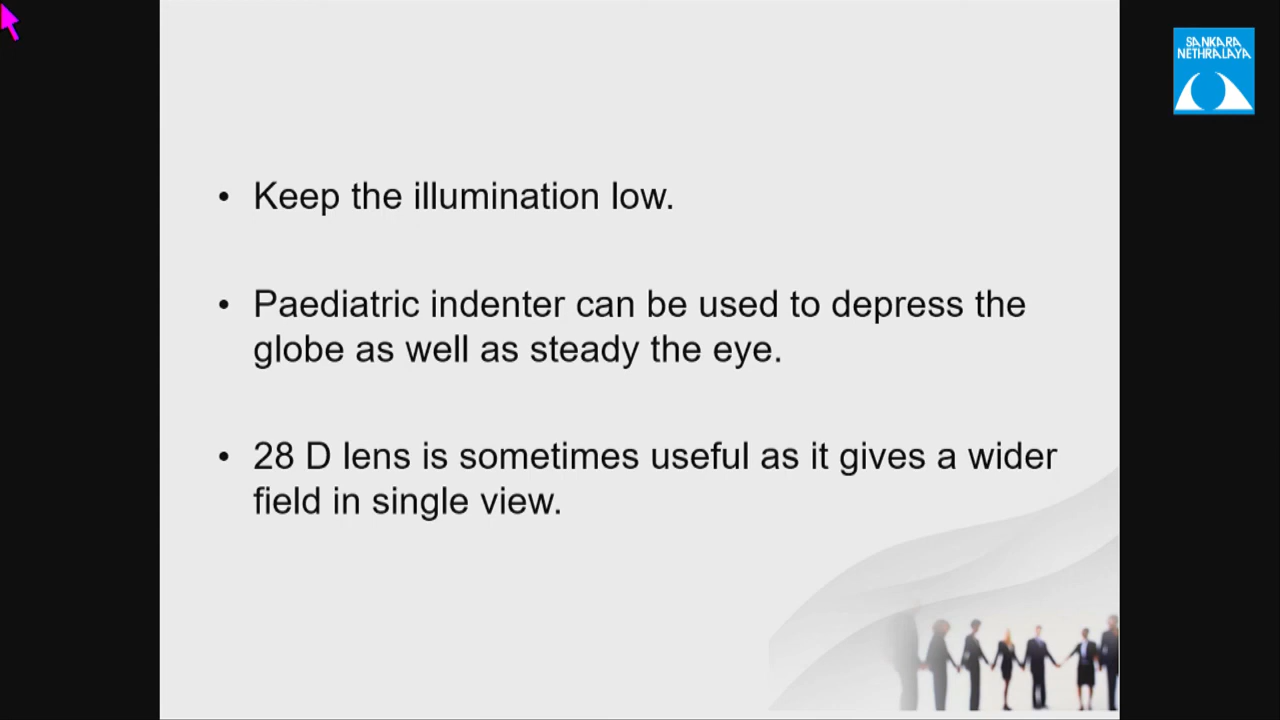 SANKARA
NETHRALAYA
• Keep the illumination low.
• Paediatric indenter can be used to depress the
globe as well as steady the eye.
• 28 D lens is sometimes useful as it gives a wider
field in single view.